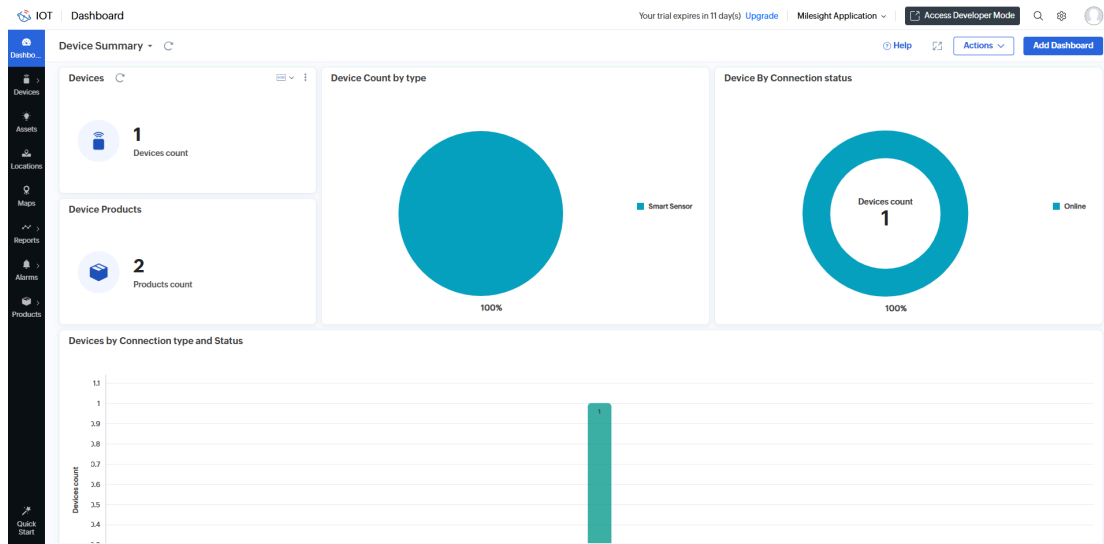 IOT Dashboard Your trial expires in 11 day(s) Upgrade Milesight Application Access Developer Mode
Dashbo...
Devices
Assets
Locations
Maps
Reports
Alarms
Products
Quick
Start
Device Summary Help Actions Add Dashboard
Devices
1
Devices count
Device Products
2
Products count
Device Count by type
Smart Sensor
100%
Device By Connection status
Devices count
1
Online
100%
Devices by Connection type and Status
Devices count
1.1
1
0.9
0.8
0.7
0.6
0.5
0.4
1